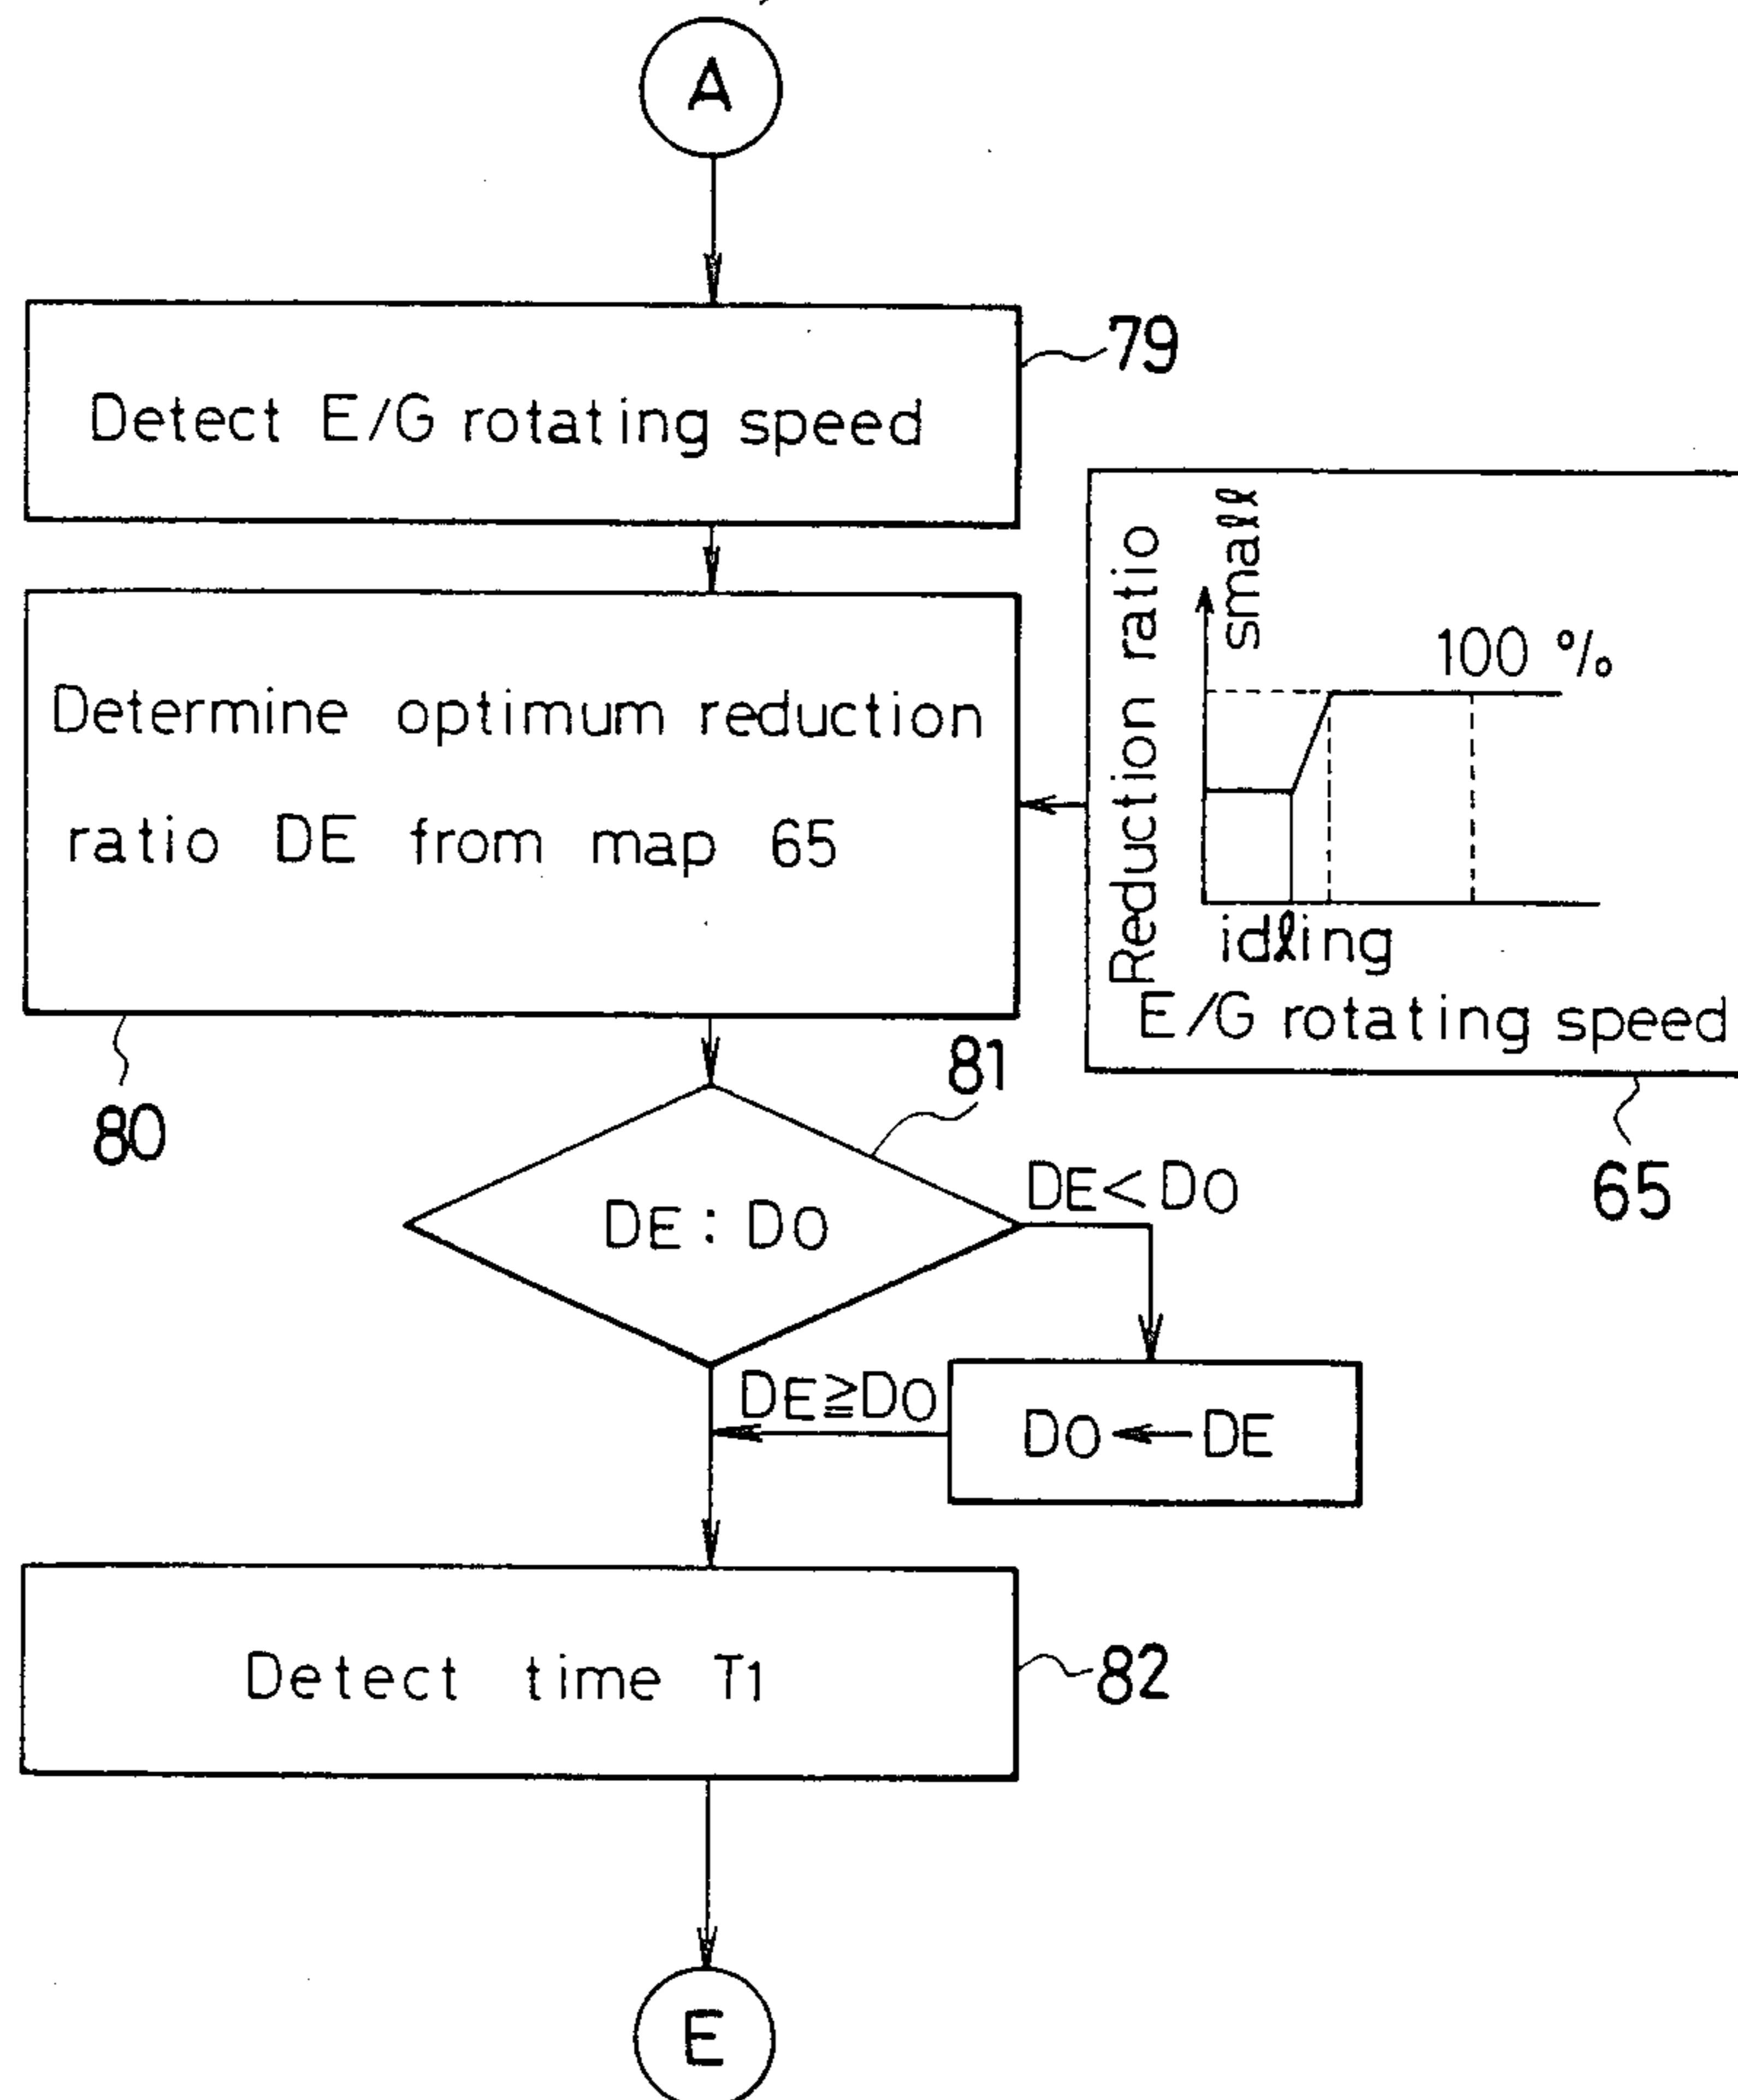 A
79
Detect E/G rotating speed
Determine optimum reduction
ratio DE from map 65
80
Reduction ratio
small
100 %
idling
E/G rotating speed
65
81
DE : DO
DE<DO
DE≧DO
DO ← DE
Detect time T1
82
E